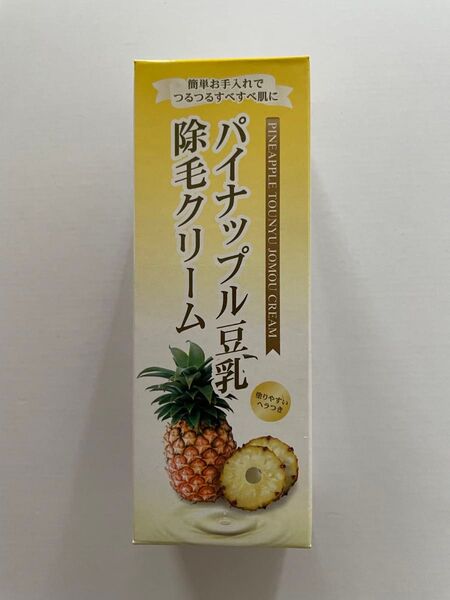 簡単お手入れで
つるつるすべすべ肌に
パイナップル豆乳
除毛クリーム
PINEAPPLE TOUNYU JOMOU CREAM
塗りやすい
ヘラつき